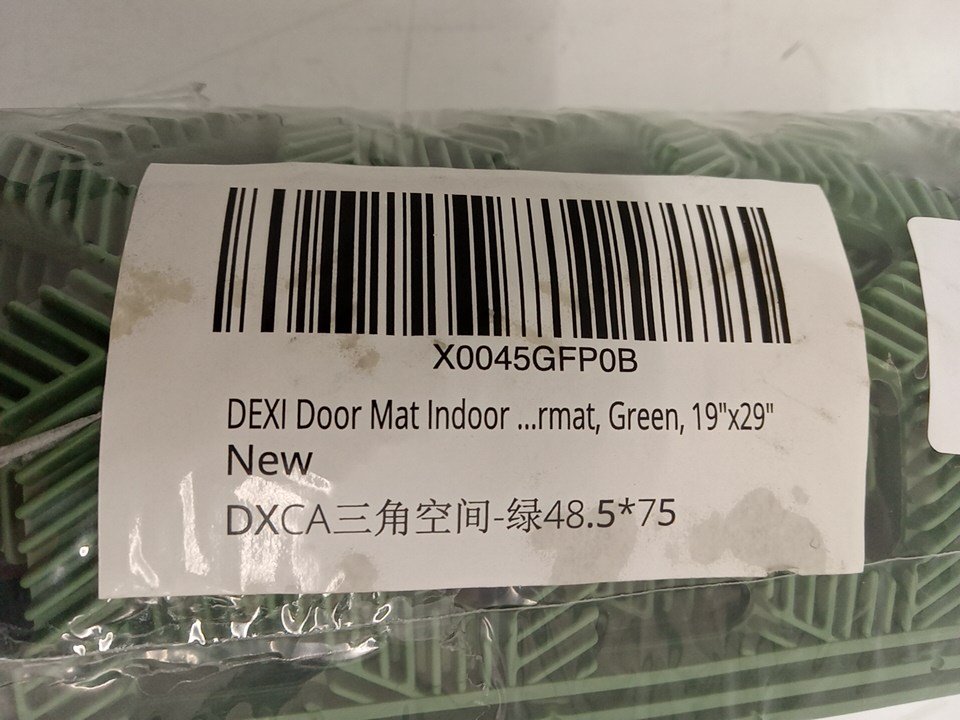 X0045GFP0B
DEXI Door Mat Indoor ...rmat, Green, 19"x29"
New
DXCA三角空间-绿48.5*75